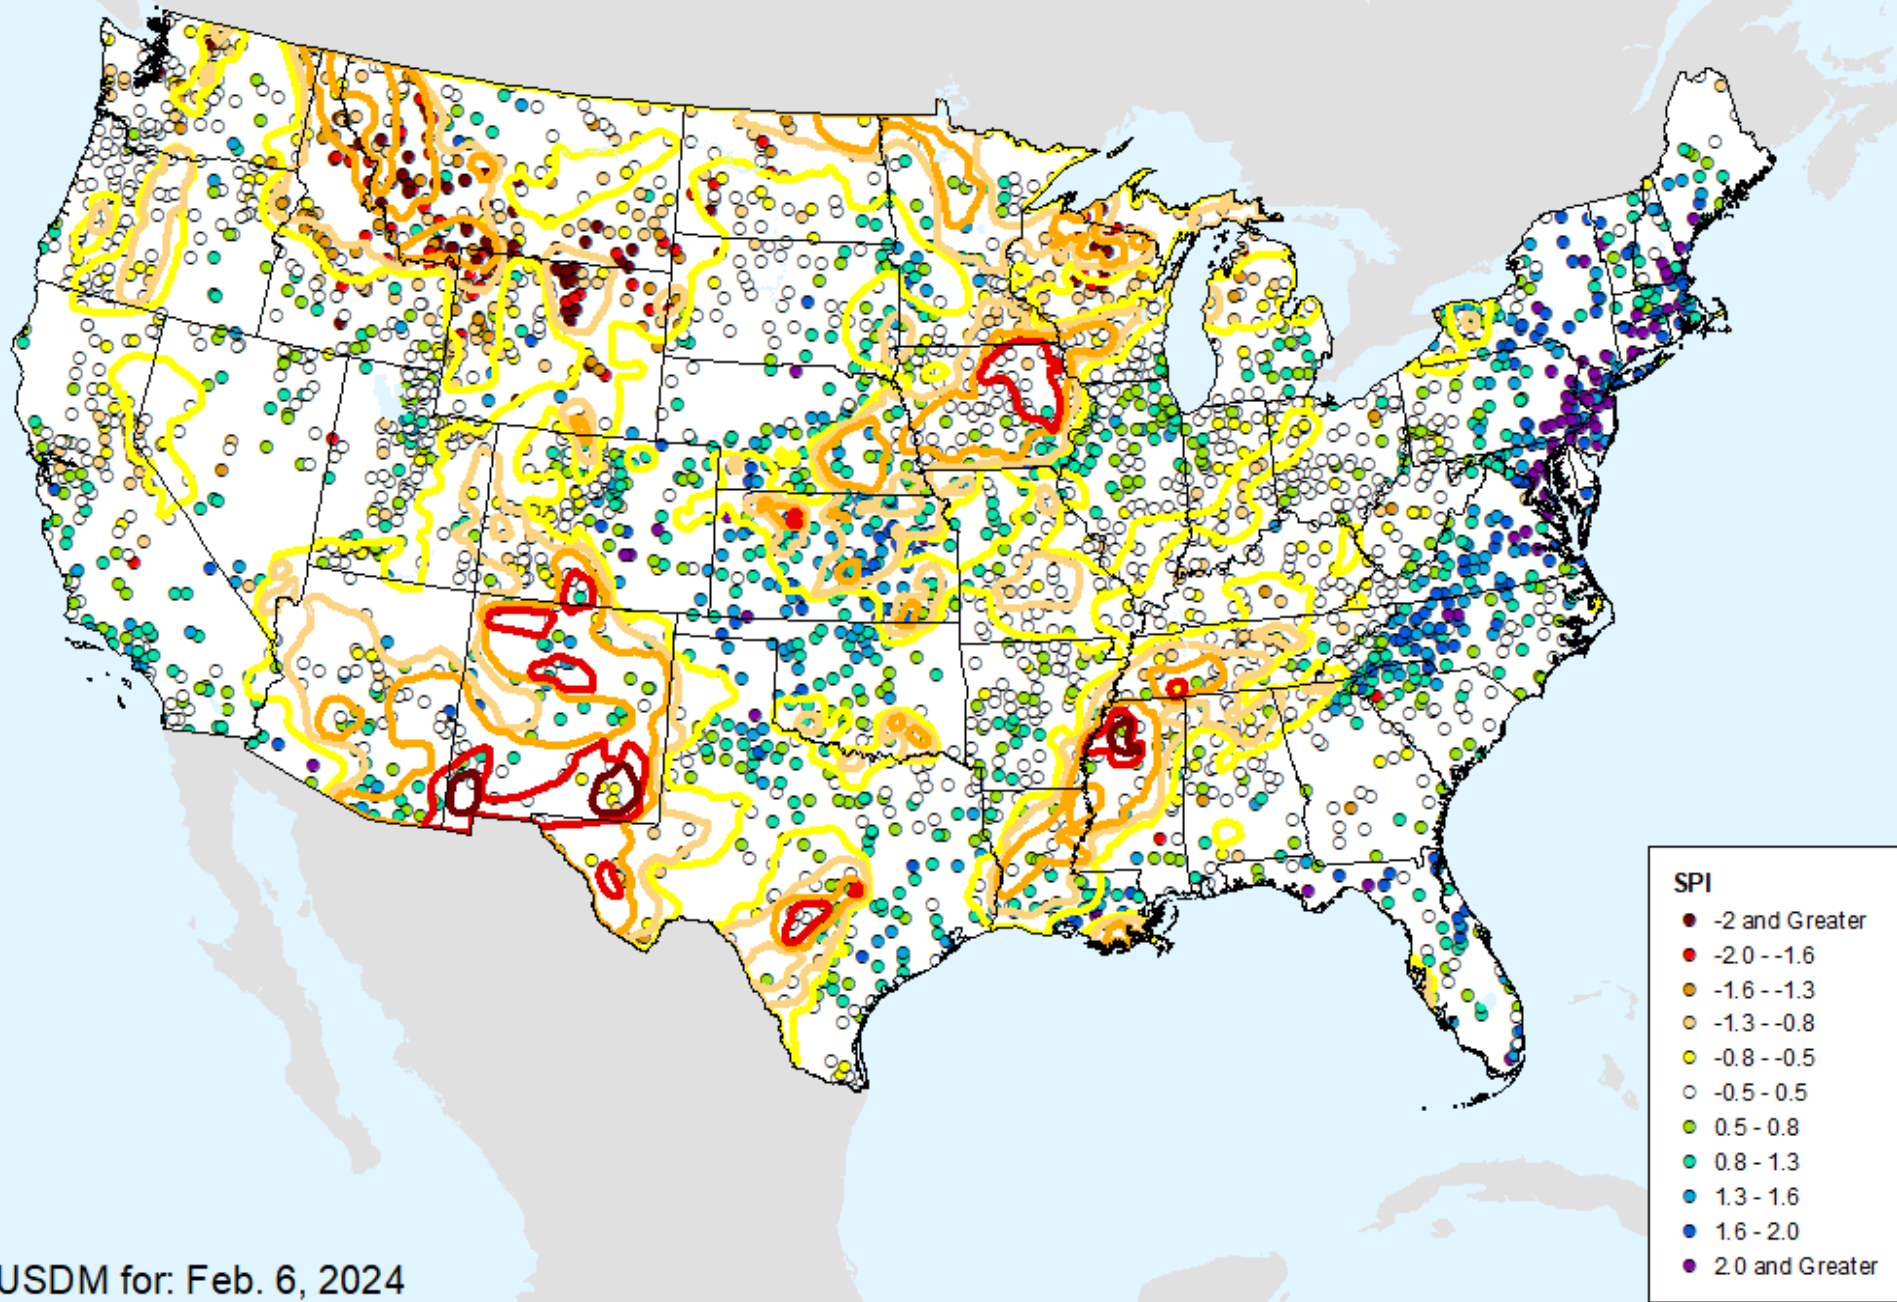 SPI
-2 and Greater
-2.0 - -1.6
-1.6 - -1.3
-1.3 - -0.8
-0.8 - -0.5
-0.5 - 0.5
0.5 - 0.8
0.8 - 1.3
1.3 - 1.6
1.6 - 2.0
2.0 and Greater
USDM for: Feb. 6, 2024